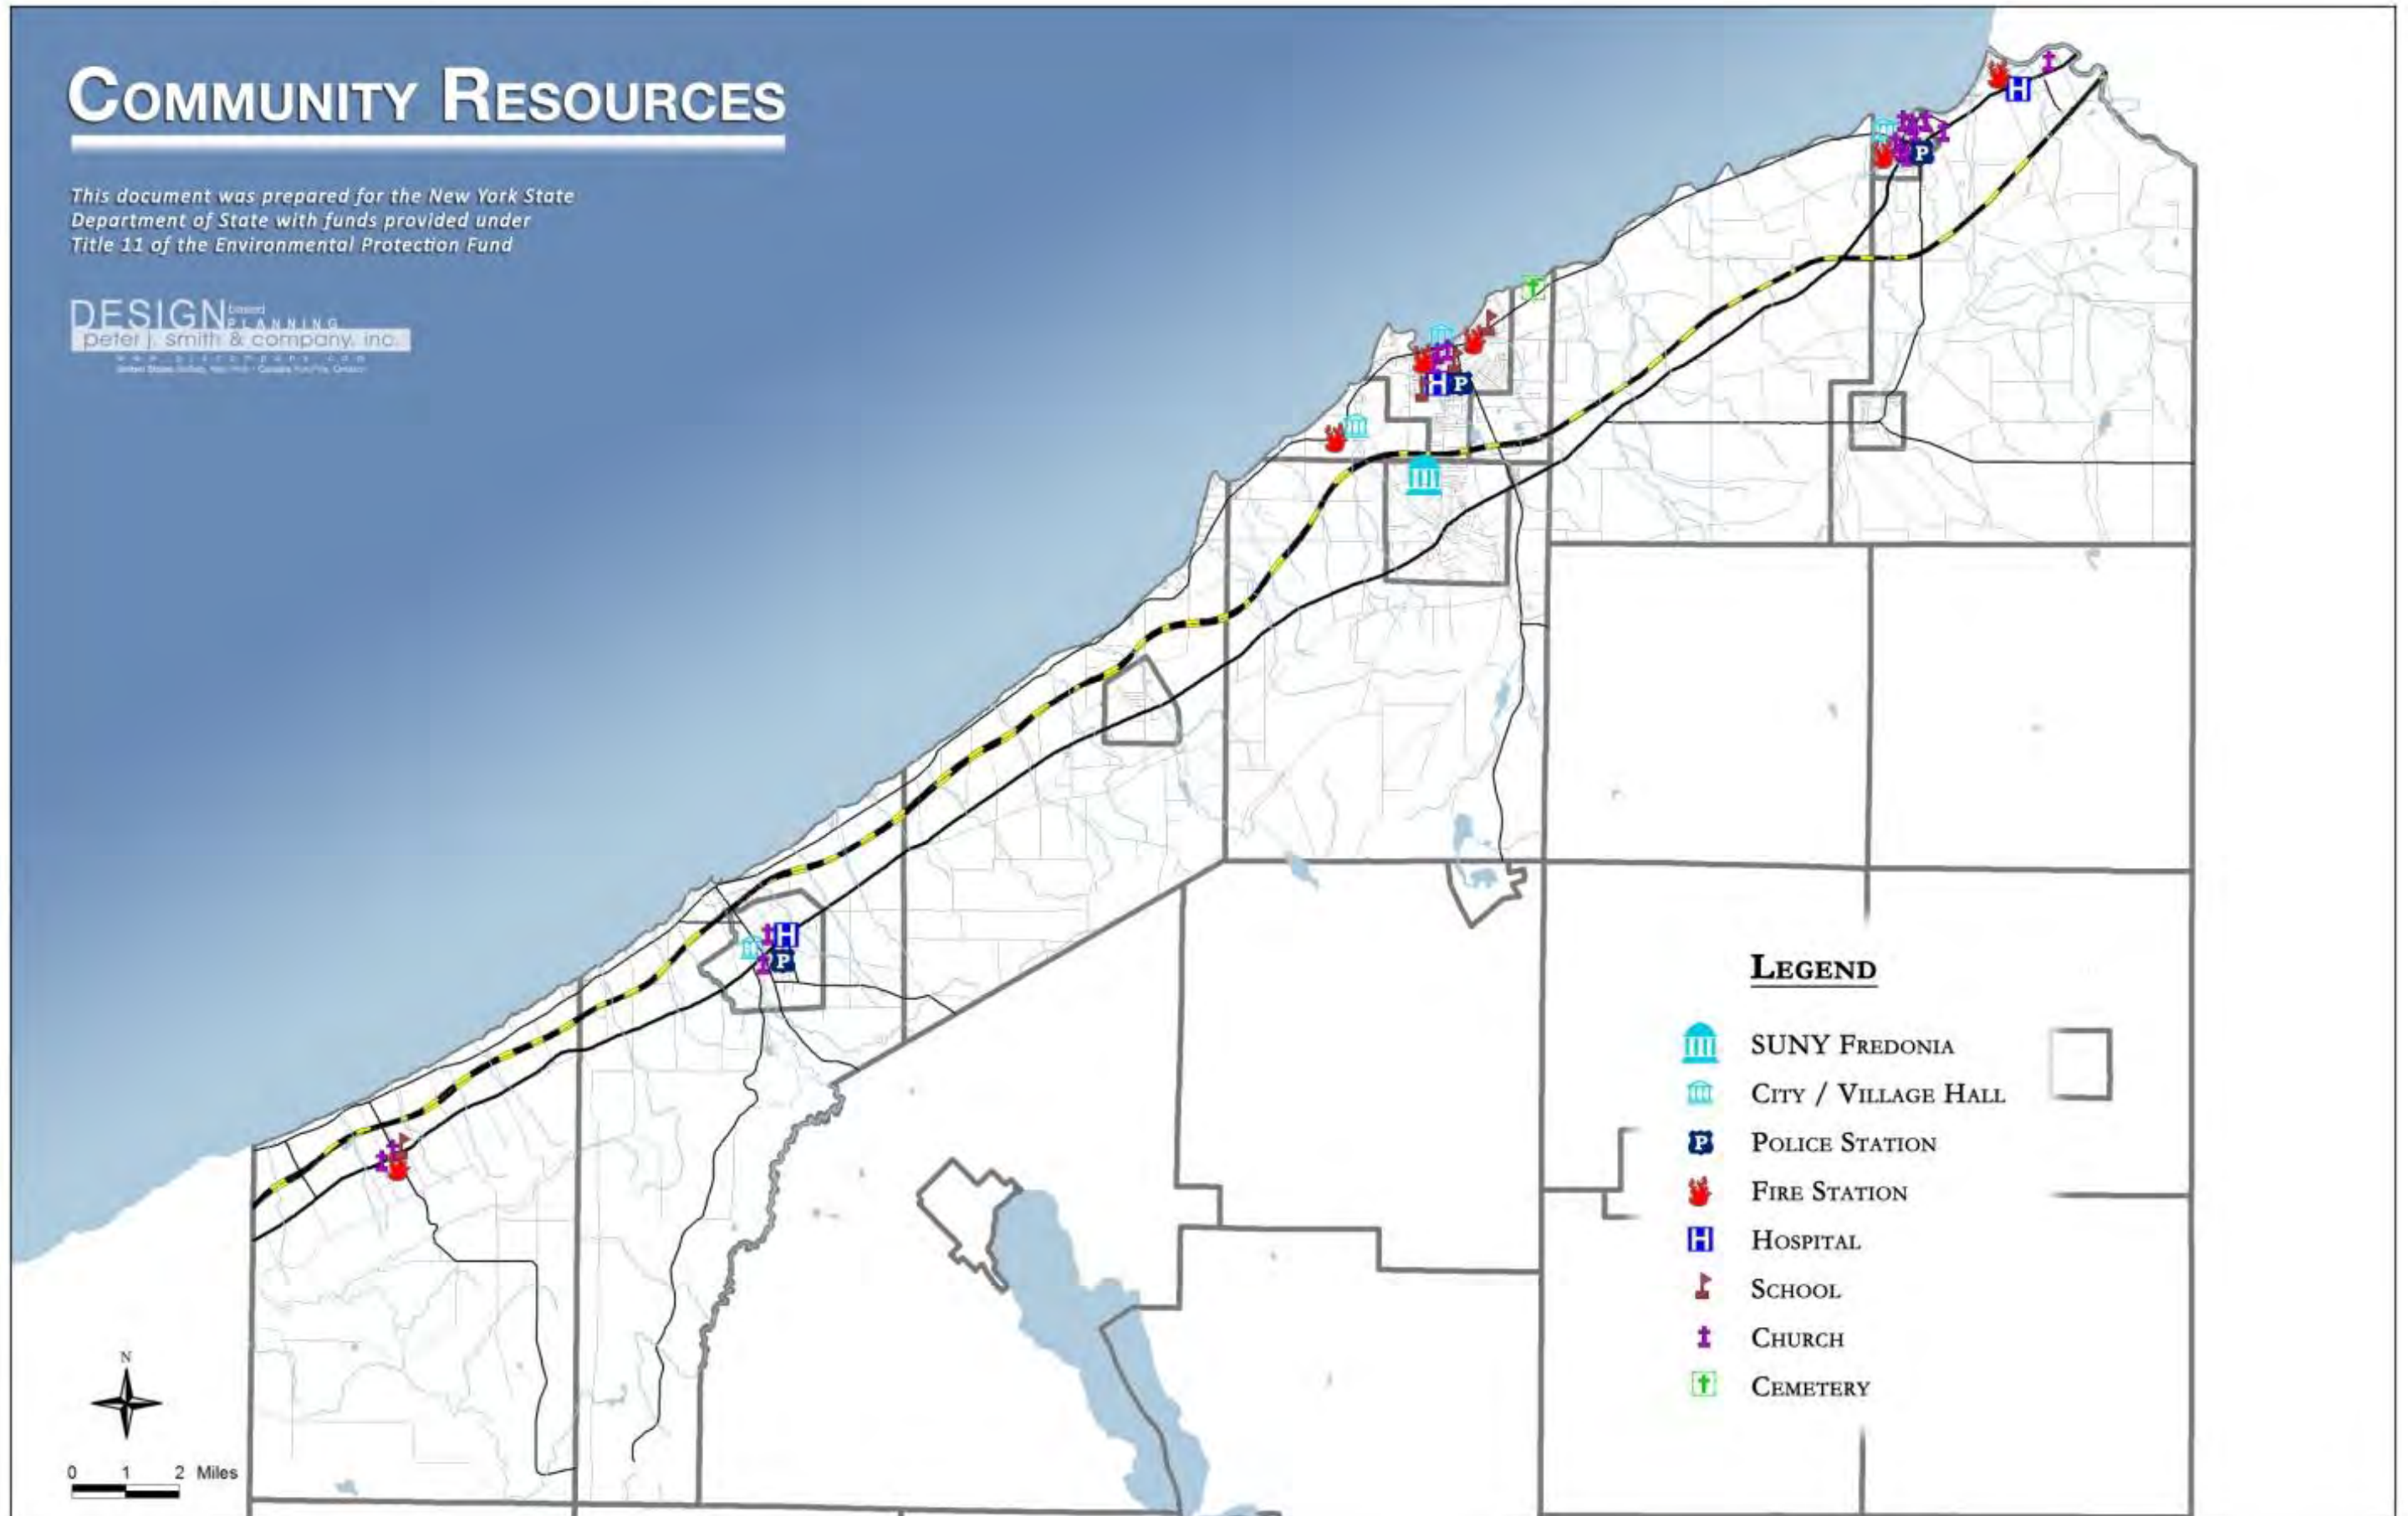 COMMUNITY RESOURCES
This document was prepared for the New York State
Department of State with funds provided under
Title 11 of the Environmental Protection Fund
DESIGN based
PLANNING
peter j. smith & company, inc.
H
P
H
P
H
P
LEGEND
SUNY FREDONIA
CITY / VILLAGE HALL
P POLICE STATION
FIRE STATION
H HOSPITAL
SCHOOL
CHURCH
CEMETERY
N
0 1 2 Miles